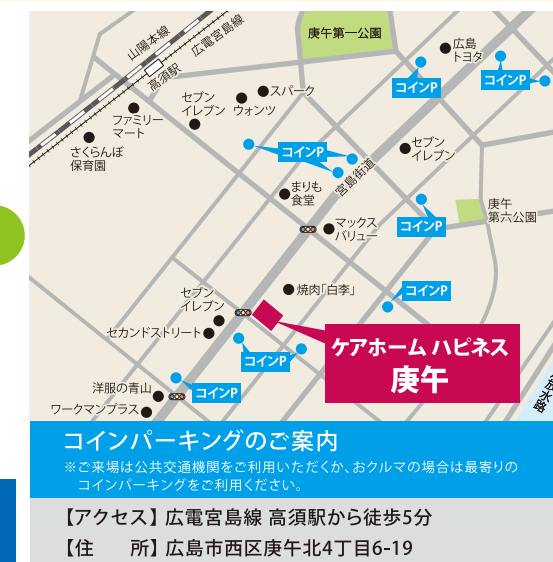 庚午第一公園
広島
トヨタ
山陽本線
広電宮島線
高須駅
コインP
コインP
スパーク
セブン
イレブン
ウォンツ
ファミリー
マート
さくらんぼ
保育園
コインP
セブン
イレブン
宮島街道
まりも
食堂
庚午
第六公園
コインP
マックス
バリュー
焼肉「白李」
コインP
セブン
イレブン
セカンドストリート
ケアホーム ハピネス
庚午
コインP
洋服の青山
コインP
ワークマンプラス
水路
コインパーキングのご案内
※ご来場は公共交通機関をご利用いただくか、おクルマの場合は最寄りの
コインパーキングをご利用ください。
【アクセス】広電宮島線 高須駅から徒歩5分
【住　所】広島市西区庚午北4丁目6-19